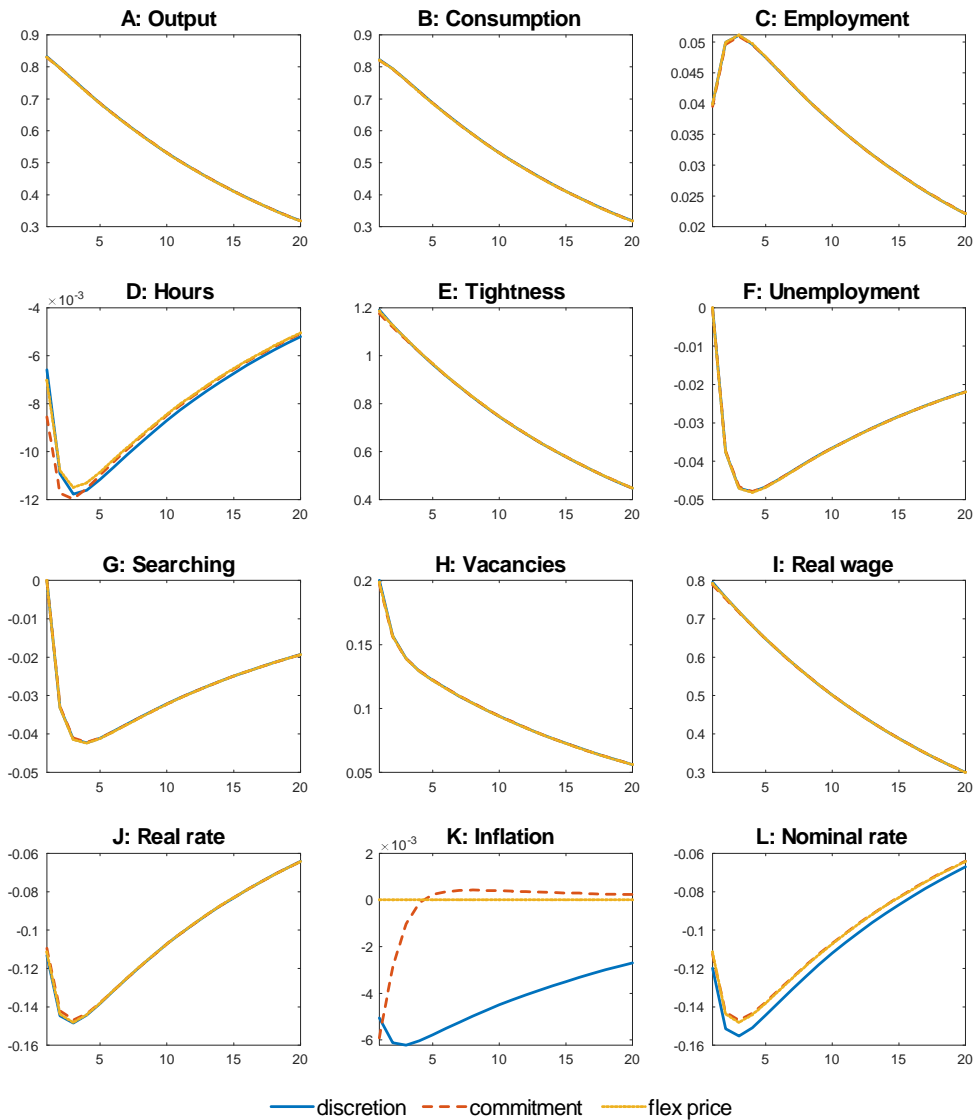 A: Output
0.9
0.8
0.7
0.6
0.5
0.4
0.3
5 10 15 20
B: Consumption
0.9
0.8
0.7
0.6
0.5
0.4
0.3
5 10 15 20
C: Employment
0.05
0.045
0.04
0.035
0.03
0.025
0.02
5 10 15 20
D: Hours
×10⁻³
-4
-6
-8
-10
-12
5 10 15 20
E: Tightness
1.2
1
0.8
0.6
0.4
5 10 15 20
F: Unemployment
0
-0.01
-0.02
-0.03
-0.04
-0.05
5 10 15 20
G: Searching
0
-0.01
-0.02
-0.03
-0.04
-0.05
5 10 15 20
H: Vacancies
0.2
0.15
0.1
0.05
5 10 15 20
I: Real wage
0.8
0.7
0.6
0.5
0.4
0.3
5 10 15 20
J: Real rate
-0.06
-0.08
-0.1
-0.12
-0.14
-0.16
5 10 15 20
K: Inflation
×10⁻³
2
0
-2
-4
-6
5 10 15 20
L: Nominal rate
-0.06
-0.08
-0.1
-0.12
-0.14
-0.16
5 10 15 20
discretion commitment flex price